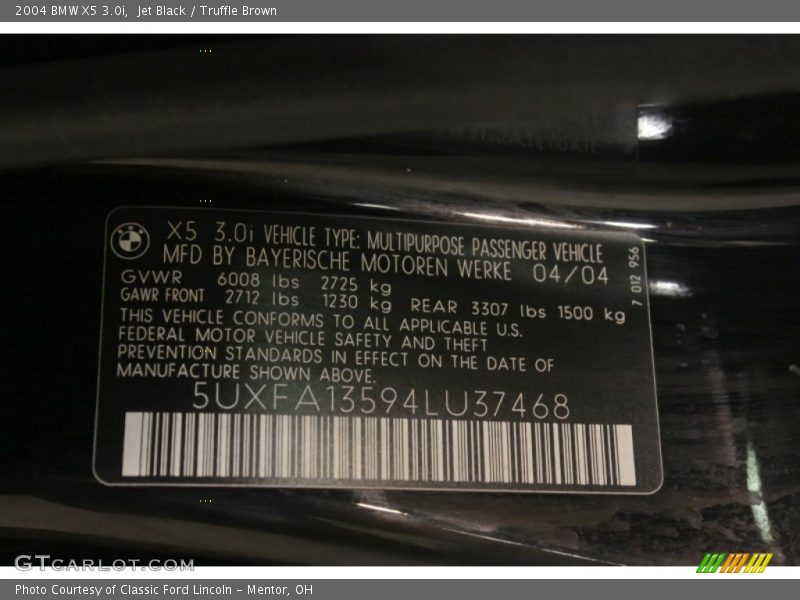 2004 BMW X5 3.0i, Jet Black / Truffle Brown
X5 3.0i VEHICLE TYPE: MULTIPURPOSE PASSENGER VEHICLE
MFD BY BAYERISCHE MOTOREN WERKE 04/04
GVWR 6008 lbs 2725 kg
GAWR FRONT 2712 lbs 1230 kg REAR 3307 lbs 1500 kg
THIS VEHICLE CONFORMS TO ALL APPLICABLE U.S.
FEDERAL MOTOR VEHICLE SAFETY AND THEFT
PREVENTION STANDARDS IN EFFECT ON THE DATE OF
MANUFACTURE SHOWN ABOVE.
5UXFA13594LU37468
7 012 956
GTcarlot.com
Photo Courtesy of Classic Ford Lincoln - Mentor, OH